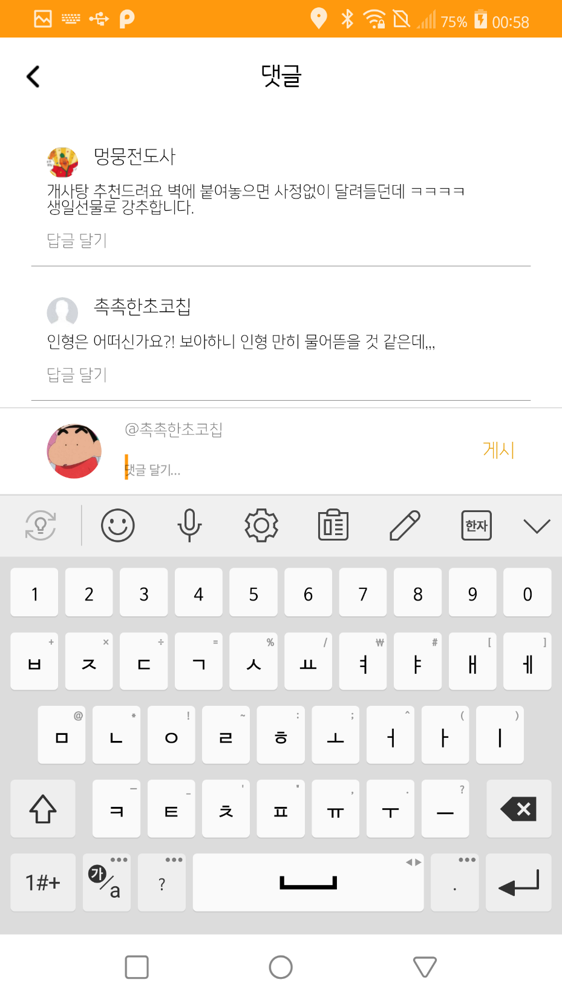 75% 00:58
댓글
멍뭉전도사
개사탕 추천드려요 벽에 붙여놓으면 사정없이 달려들던데 ㅋㅋㅋㅋ
생일선물로 강추합니다.
답글 달기
촉촉한초코칩
인형은 어떠신가요?! 보아하니 인형 만히 물어뜯을 것 같은데,,,
답글 달기
@촉촉한초코칩
댓글 달기...
게시
한자
1 2 3 4 5 6 7 8 9 0
+ × ÷ = % / ₩ # [ ]
ㅂ ㅈ ㄷ ㄱ ㅅ ㅛ ㅕ ㅑ ㅐ ㅔ
@ * ! ~ : ; ^ ( )
ㅁ ㄴ ㅇ ㄹ ㅎ ㅗ ㅓ ㅏ ㅣ
– _ ' " , . ?
ㅋ ㅌ ㅊ ㅍ ㅠ ㅜ ㅡ
1#+ 가/a ? .